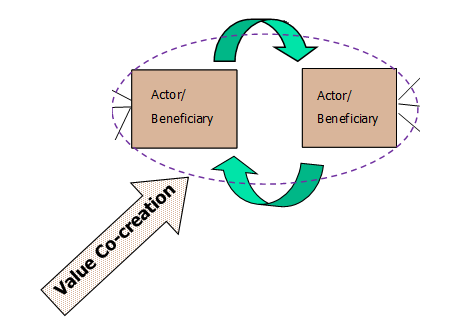 Actor/
Beneficiary
Actor/
Beneficiary
Value Co-creation